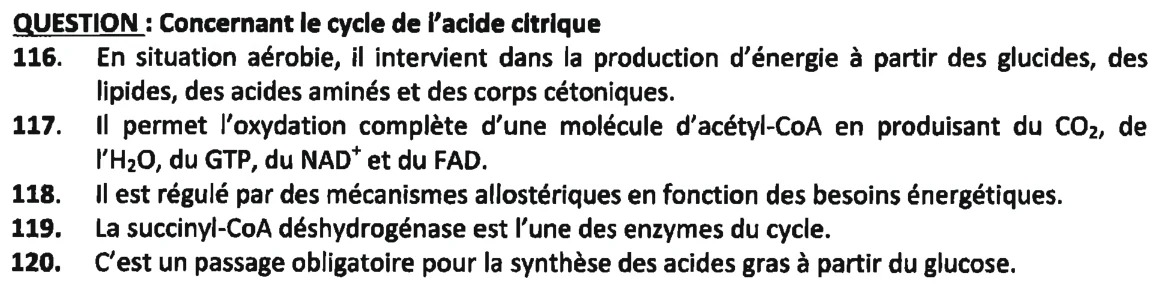 QUESTION : Concernant le cycle de l'acide citrique
116. En situation aérobie, il intervient dans la production d'énergie à partir des glucides, des
lipides, des acides aminés et des corps cétoniques.
117. Il permet l'oxydation complète d'une molécule d'acétyl-CoA en produisant du CO₂, de
l'H₂O, du GTP, du NAD⁺ et du FAD.
118. Il est régulé par des mécanismes allostériques en fonction des besoins énergétiques.
119. La succinyl-CoA déshydrogénase est l'une des enzymes du cycle.
120. C'est un passage obligatoire pour la synthèse des acides gras à partir du glucose.